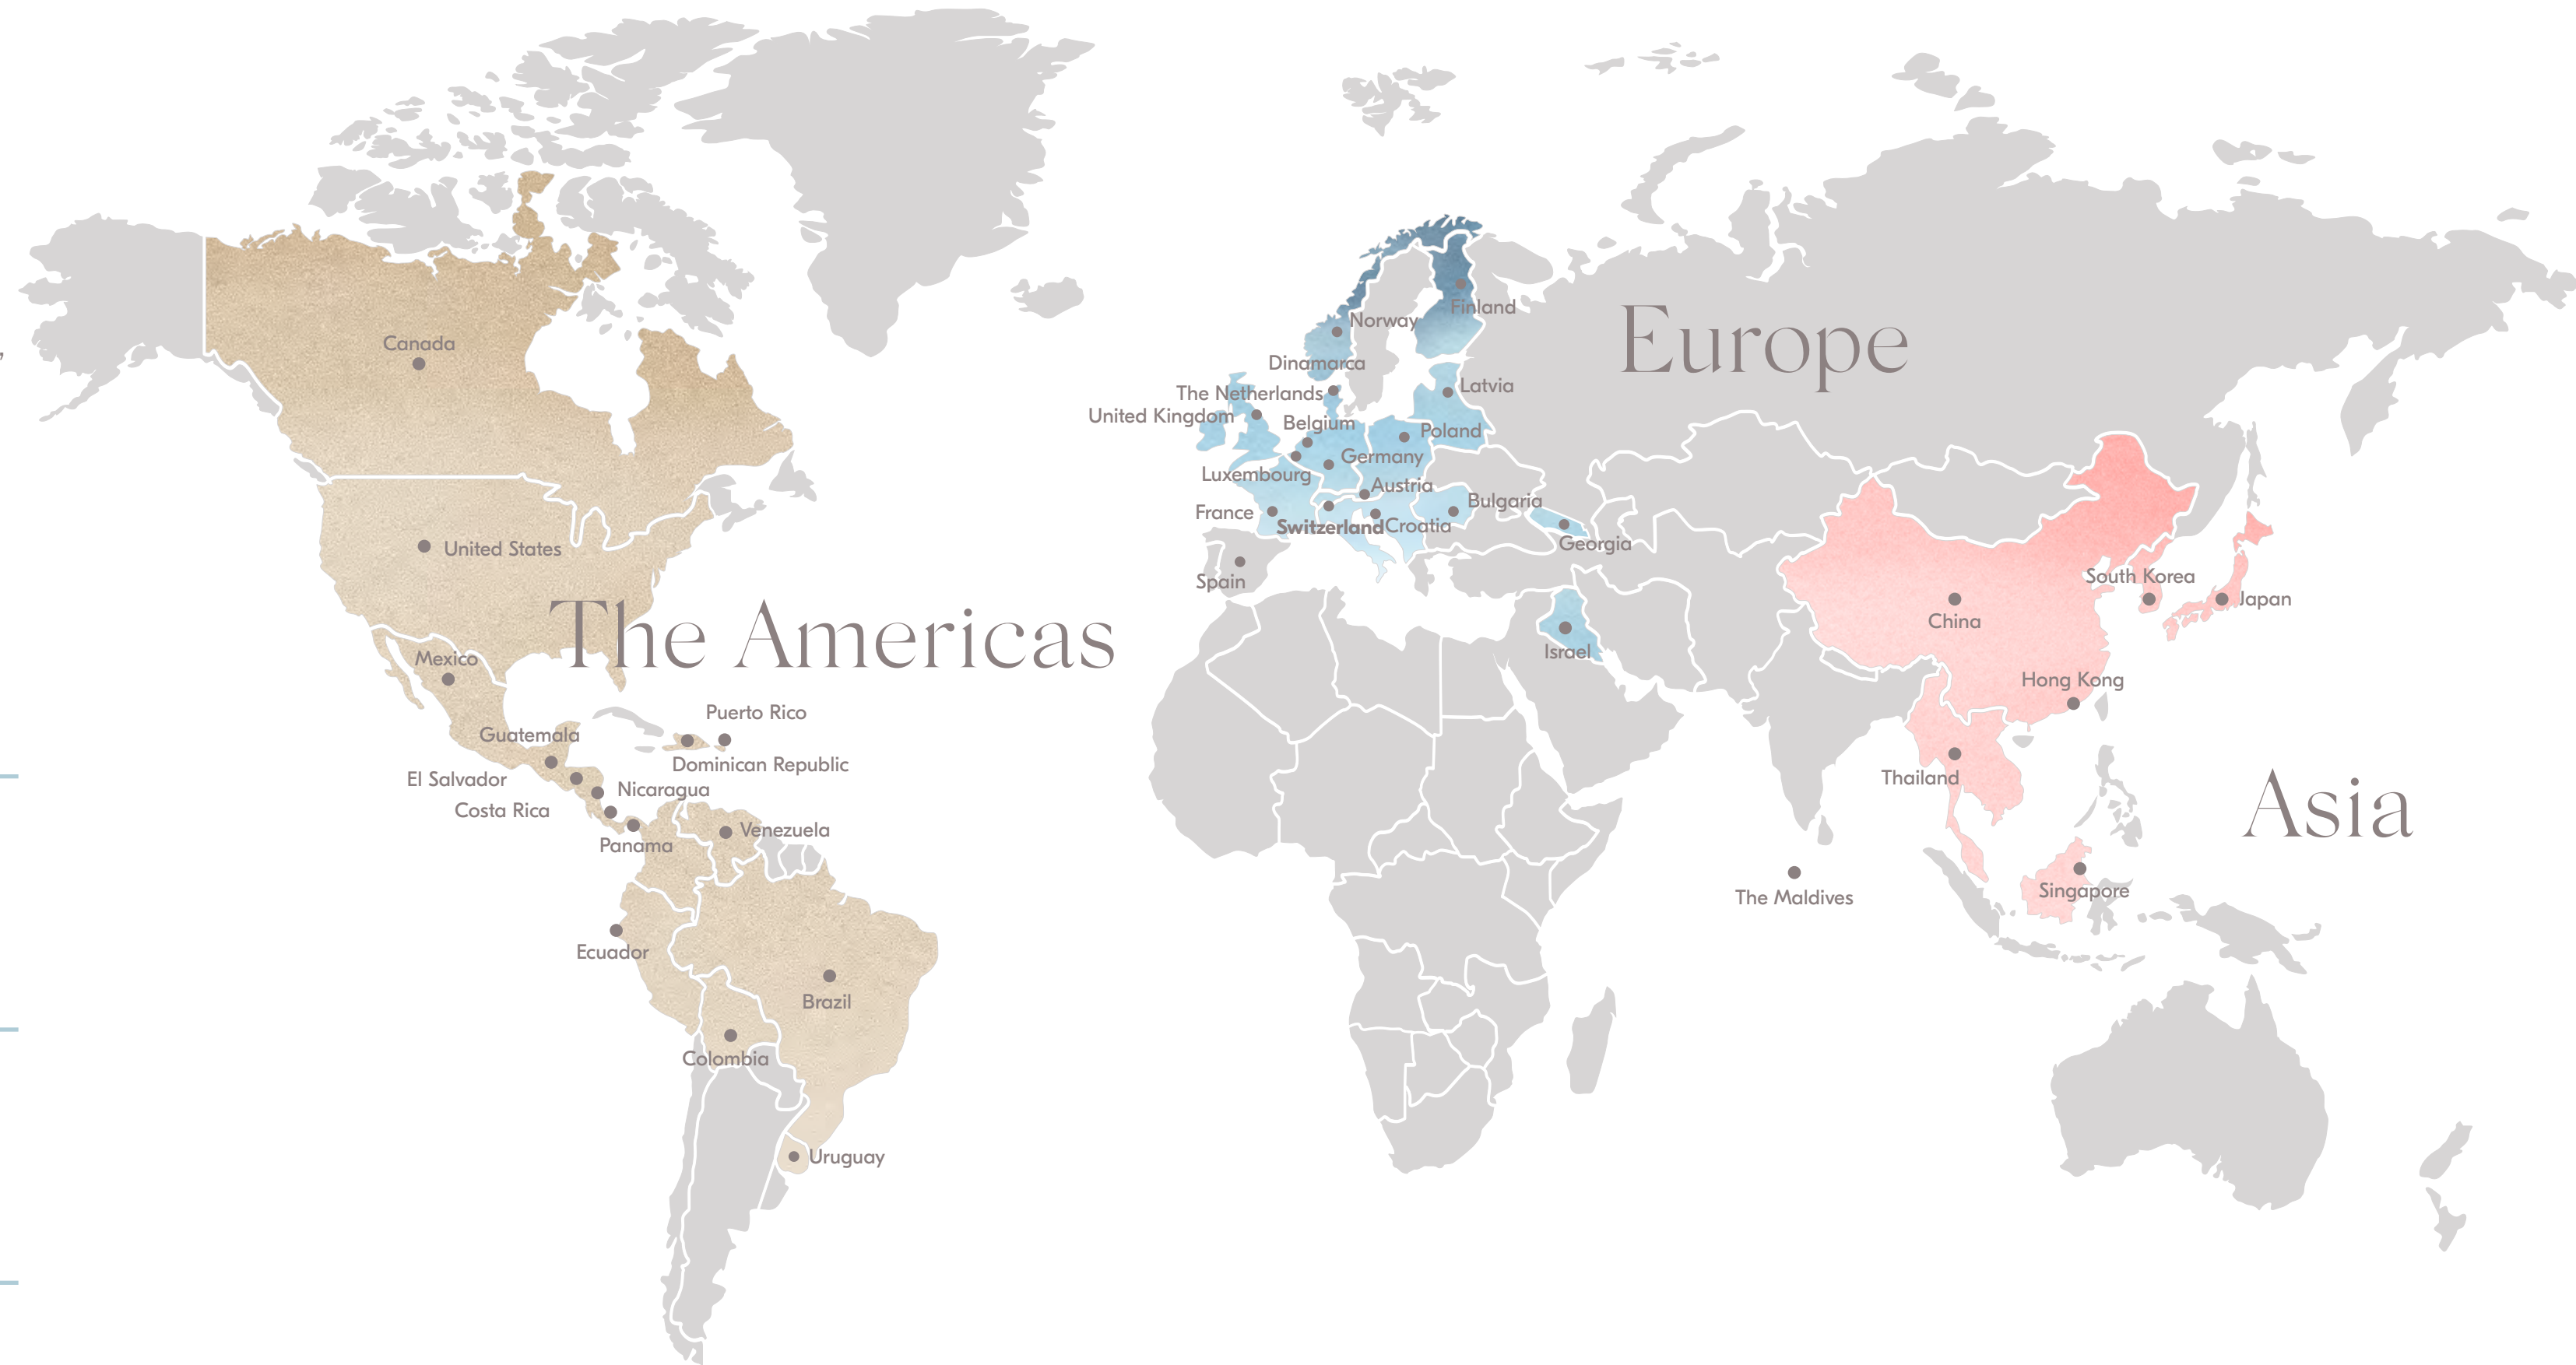 Canada
United States
The Americas
Mexico
Puerto Rico
Guatemala
Dominican Republic
El Salvador
Nicaragua
Costa Rica
Venezuela
Panama
Ecuador
Brazil
Colombia
Uruguay
Europe
Finland
Norway
Dinamarca
Latvia
The Netherlands
United Kingdom
Belgium
Poland
Germany
Luxembourg
Austria
Bulgaria
France
Switzerland
Croatia
Georgia
Spain
Israel
South Korea
Japan
China
Hong Kong
Thailand
Asia
Singapore
The Maldives